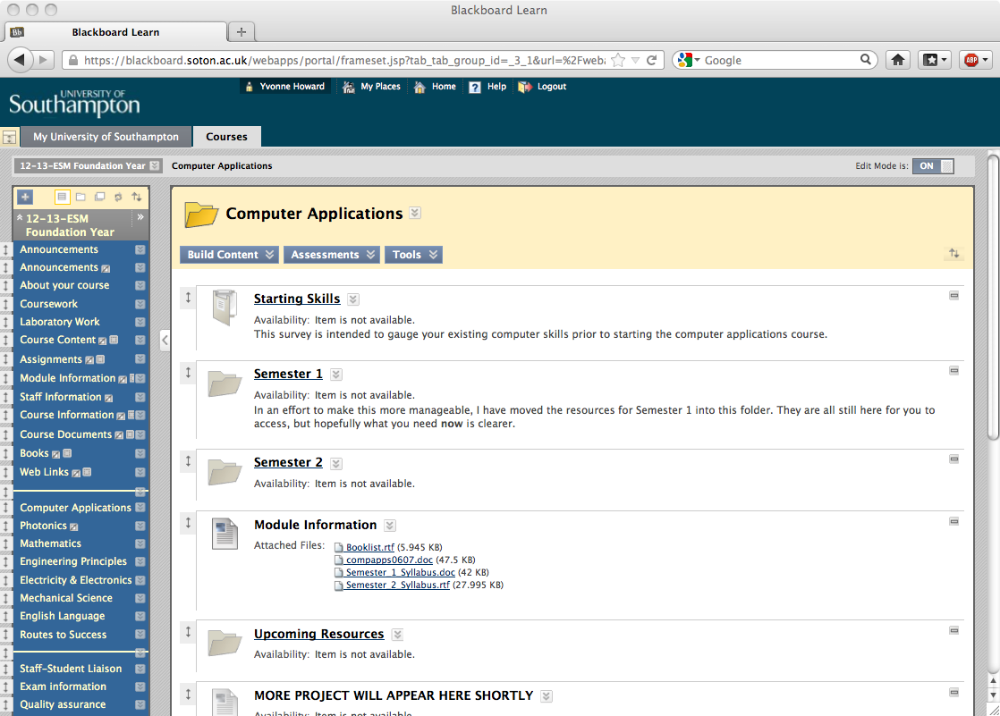 Blackboard Learn
Bb Blackboard Learn
https://blackboard.soton.ac.uk/webapps/portal/frameset.jsp?tab_tab_group_id=_3_1&url=%2Fweba
Google
ABP
Yvonne Howard My Places Home ? Help Logout
UNIVERSITY OF
Southampton
My University of Southampton Courses
12-13-ESM Foundation Year Computer Applications Edit Mode is: ON
12-13-ESM
Foundation Year
Announcements
Announcements
About your course
Coursework
Laboratory Work
Course Content
Assignments
Module Information
Staff Information
Course Information
Course Documents
Books
Web Links
Computer Applications
Photonics
Mathematics
Engineering Principles
Electricity & Electronics
Mechanical Science
English Language
Routes to Success
Staff-Student Liaison
Exam information
Quality assurance
Computer Applications
Build Content Assessments Tools
Starting Skills
Availability: Item is not available.
This survey is intended to gauge your existing computer skills prior to starting the computer applications course.
Semester 1
Availability: Item is not available.
In an effort to make this more manageable, I have moved the resources for Semester 1 into this folder. They are all still here for you to
access, but hopefully what you need now is clearer.
Semester 2
Availability: Item is not available.
Module Information
Attached Files: Booklist.rtf (5.945 KB)
compapps0607.doc (47.5 KB)
Semester_1_Syllabus.doc (42 KB)
Semester_2_Syllabus.rtf (27.995 KB)
Upcoming Resources
Availability: Item is not available.
MORE PROJECT WILL APPEAR HERE SHORTLY
Availability: Item is not available.